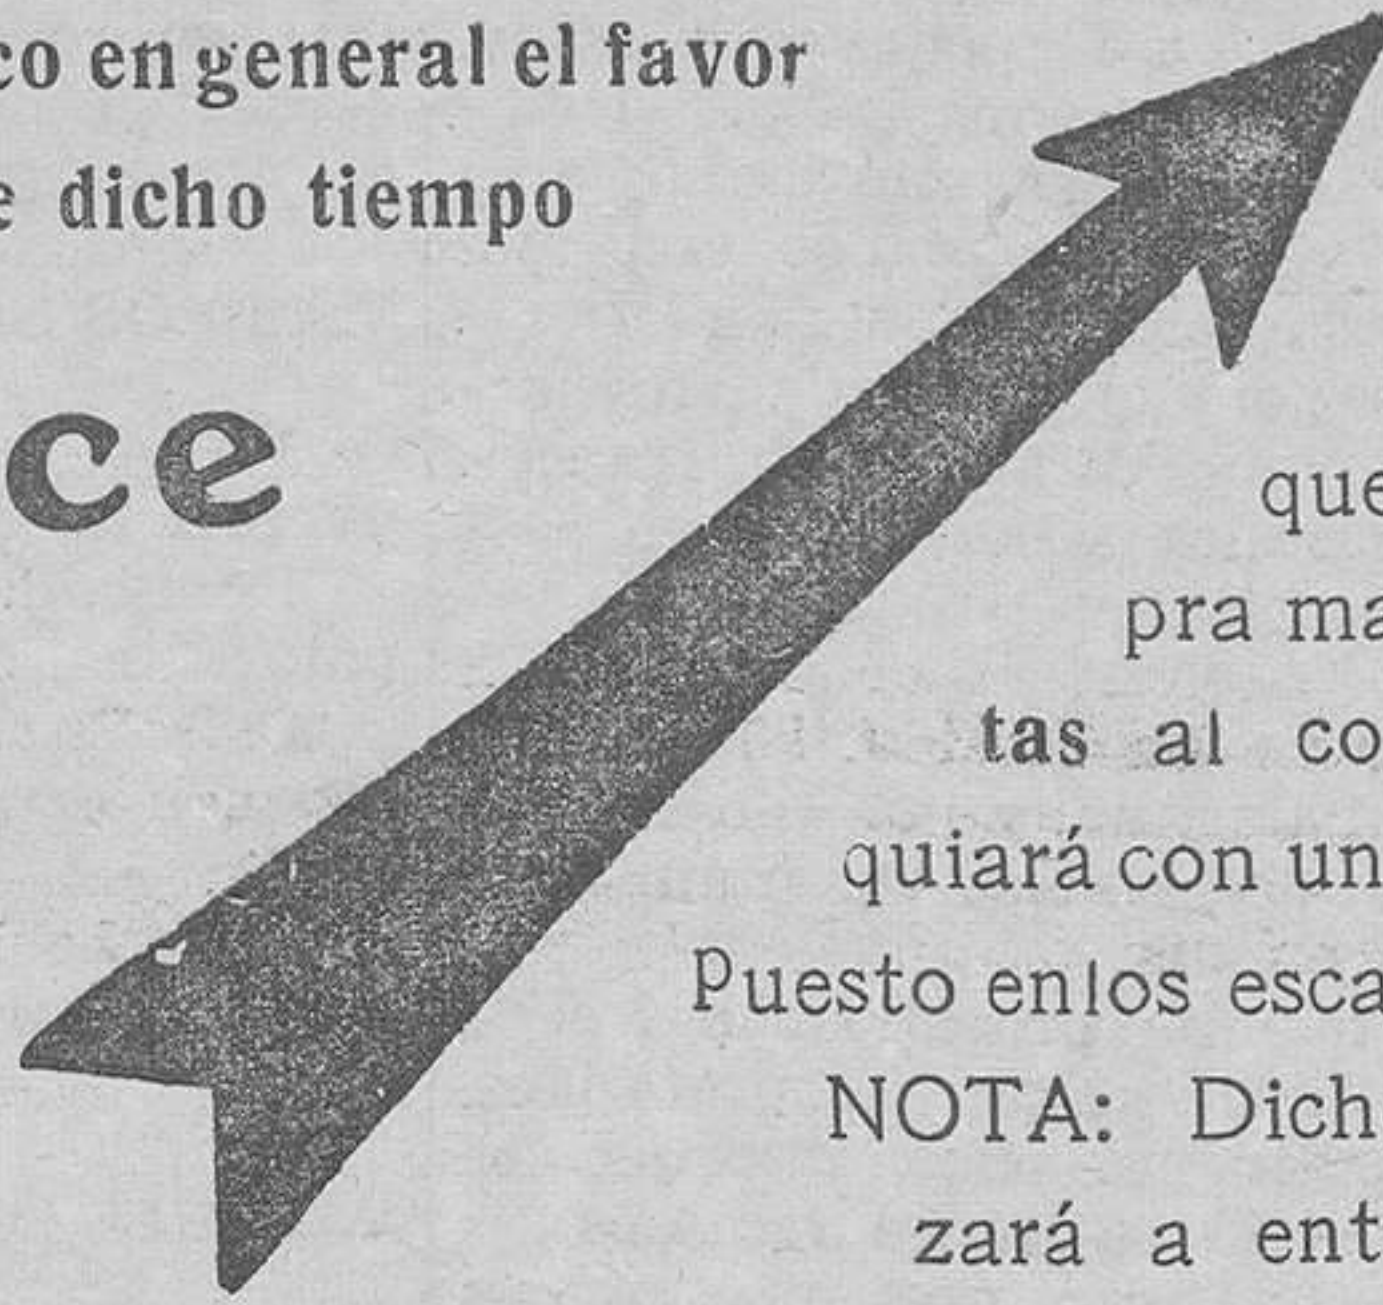 co en general el favor
e dicho tiempo
ce
que
pra ma
tas al co
quiará con un
Puesto en los esca
NOTA: Dich
zará a ent